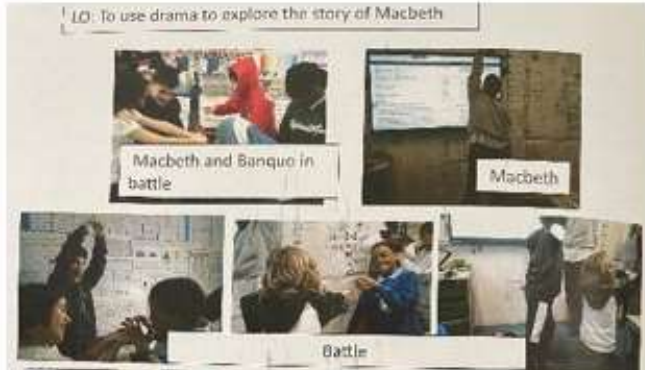 LO: To use drama to explore the story of Macbeth
Macbeth and Banquo in
battle
Macbeth
Battle